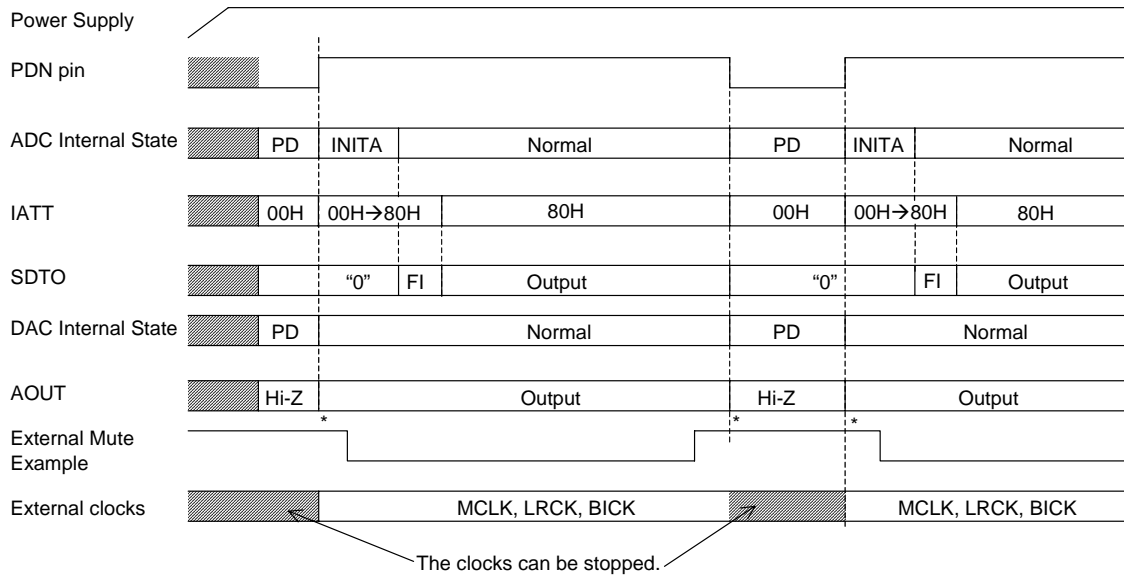 Power Supply
PDN pin
ADC Internal State PD INITA Normal PD INITA Normal
IATT 00H 00H→80H 80H 00H 00H→80H 80H
SDTO “0” FI Output “0” FI Output
DAC Internal State PD Normal PD Normal
AOUT Hi-Z Output Hi-Z Output
* * *
External Mute
Example
External clocks MCLK, LRCK, BICK MCLK, LRCK, BICK
The clocks can be stopped.